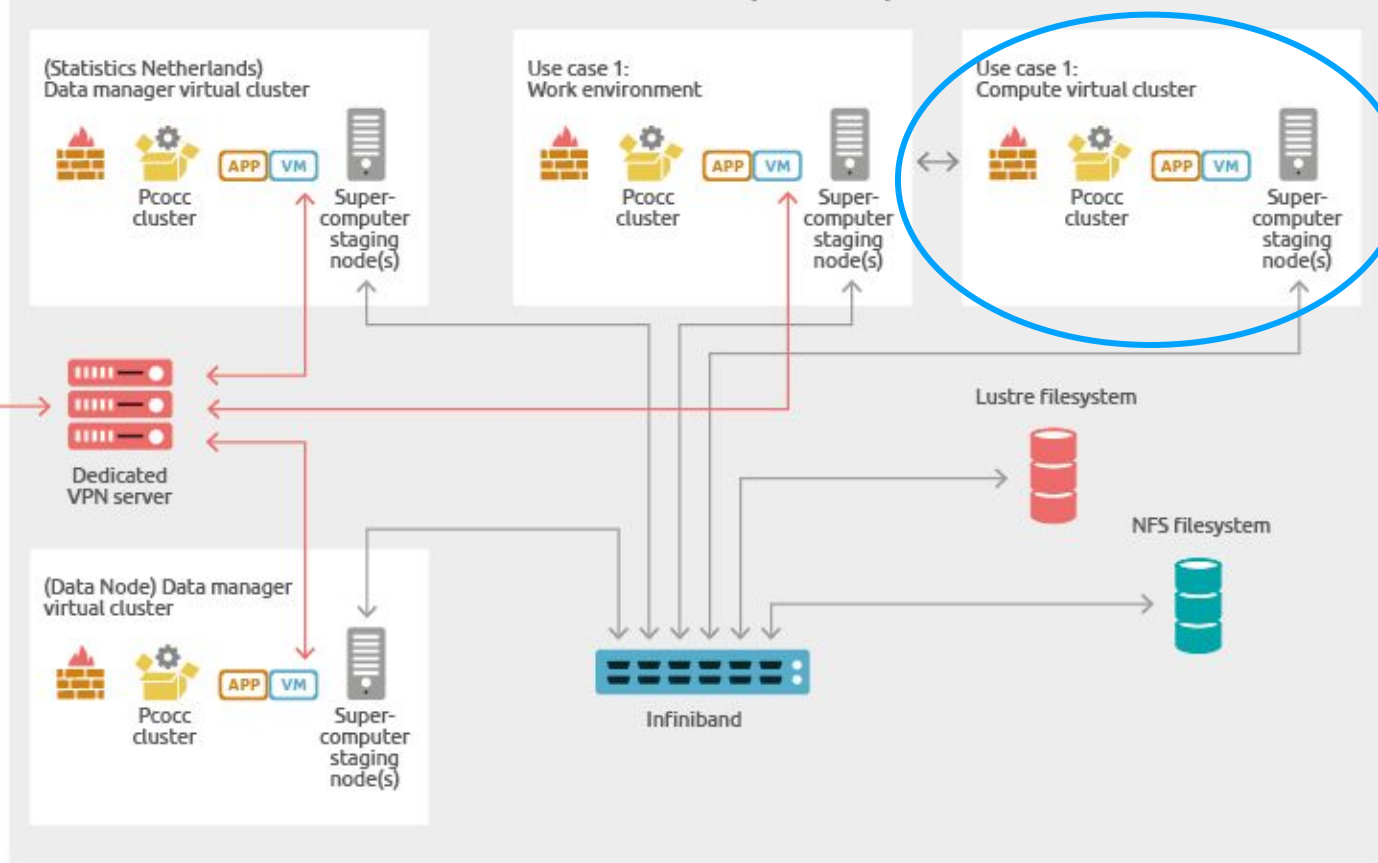 (Statistics Netherlands)
Data manager virtual cluster
APP VM
Pcocc
cluster
Super-
computer
staging
node(s)
Use case 1:
Work environment
APP VM
Pcocc
cluster
Super-
computer
staging
node(s)
Use case 1:
Compute virtual cluster
APP VM
Pcocc
cluster
Super-
computer
staging
node(s)
Dedicated
VPN server
Lustre filesystem
NFS filesystem
(Data Node) Data manager
virtual cluster
APP VM
Pcocc
cluster
Super-
computer
staging
node(s)
Infiniband